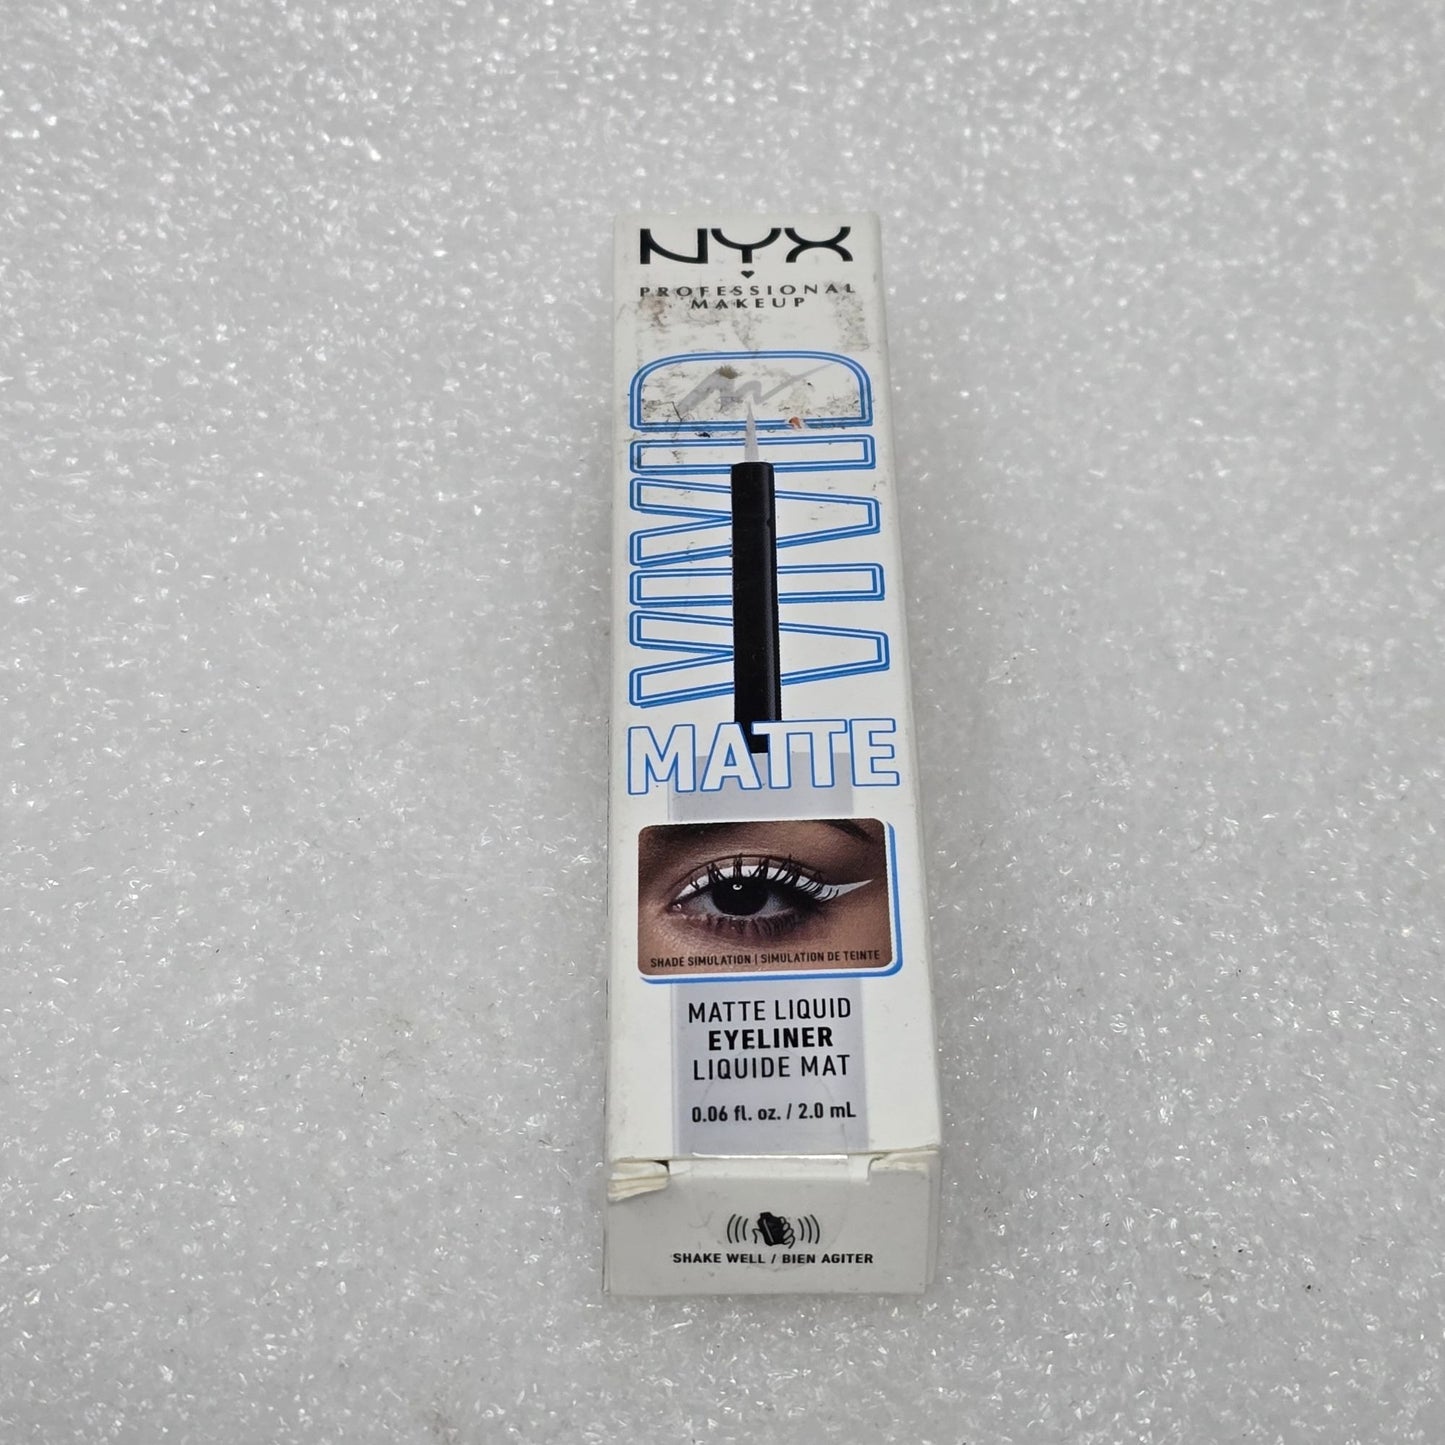 NYX
PROFESSIONAL
MAKEUP
VIVID
MATTE
SHADE SIMULATION | SIMULATION DE TEINTE
MATTE LIQUID
EYELINER
LIQUIDE MAT
0.06 fl. oz. / 2.0 mL
SHAKE WELL / BIEN AGITER